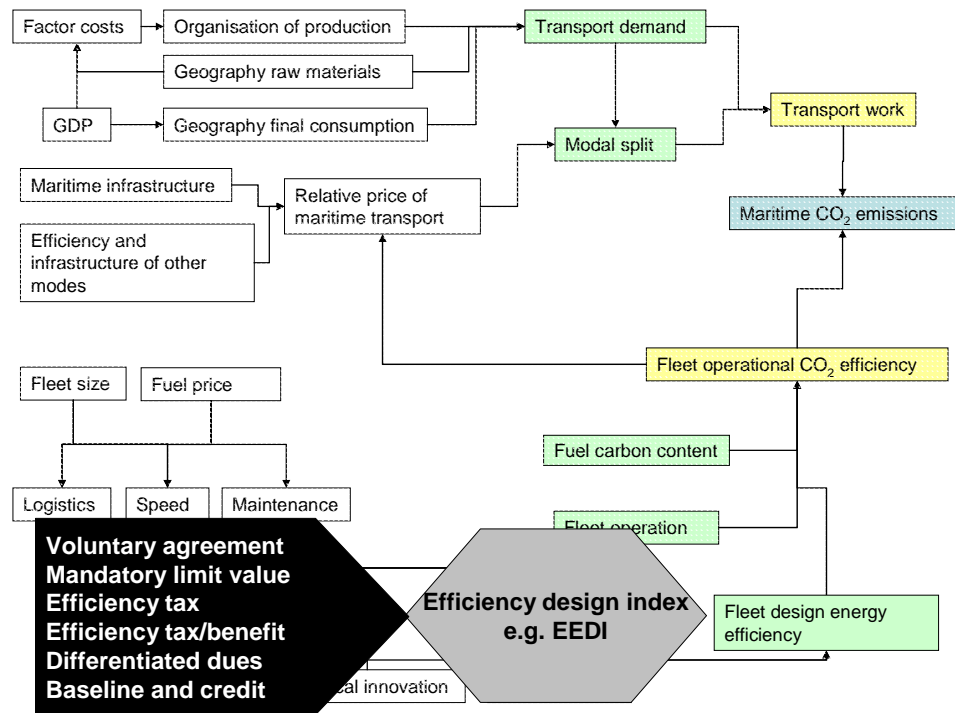 Factor costs
Organisation of production
Transport demand
Geography raw materials
GDP
Geography final consumption
Transport work
Modal split
Maritime infrastructure
Relative price of
maritime transport
Maritime CO₂ emissions
Efficiency and
infrastructure of other
modes
Fleet operational CO₂ efficiency
Fleet size
Fuel price
Fuel carbon content
Logistics
Speed
Maintenance
Fleet operation
Voluntary agreement
Mandatory limit value
Efficiency tax
Efficiency tax/benefit
Differentiated dues
Baseline and credit
Efficiency design index
e.g. EEDI
Fleet design energy
efficiency
innovation